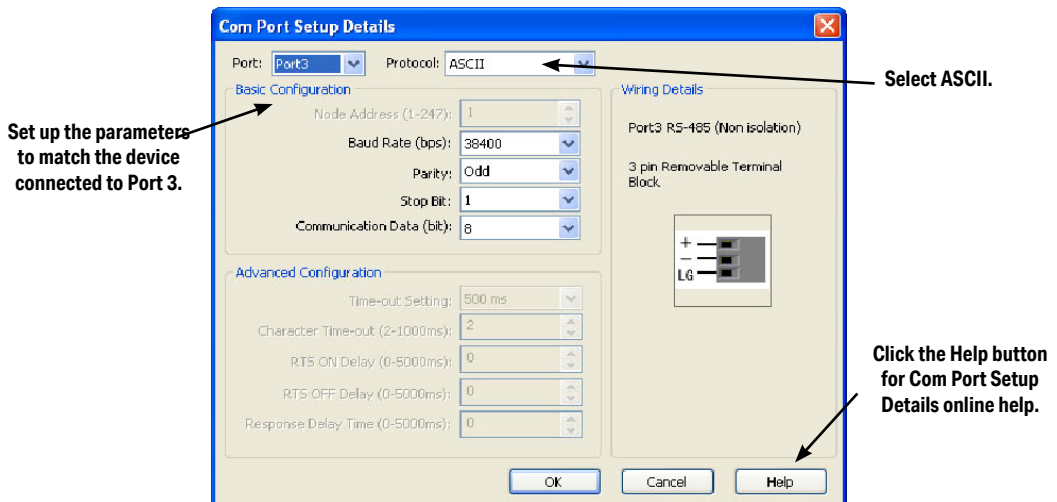 Com Port Setup Details
Port: Port3 Protocol: ASCII
Select ASCII.
Basic Configuration
Node Address (1-247): 1
Baud Rate (bps): 38400
Parity: Odd
Stop Bit: 1
Communication Data (bit): 8
Set up the parameters
to match the device
connected to Port 3.
Wiring Details
Port3 RS-485 (Non isolation)
3 pin Removable Terminal
Block
+
−
LG
Advanced Configuration
Time-out Setting: 500 ms
Character Time-out (2-1000ms): 2
RTS ON Delay (0-5000ms): 0
RTS OFF Delay (0-5000ms): 0
Response Delay Time (0-5000ms): 0
Click the Help button
for Com Port Setup
Details online help.
OK Cancel Help